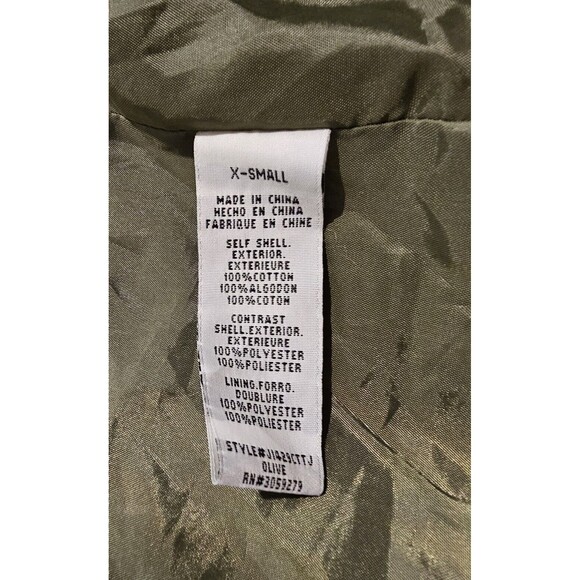 X-SMALL
MADE IN CHINA
HECHO EN CHINA
FABRIQUE EN CHINE
SELF SHELL.
EXTERIOR.
EXTERIEURE
100%COTTON
100%ALGODON
100%COTON
CONTRAST
SHELL.EXTERIOR.
EXTERIEURE
100%POLYESTER
100%POLIESTER
LINING.FORRO.
DOUBLURE
100%POLYESTER
100%POLIESTER
STYLE#J1429CTTJ
OLIVE
RN#3059279